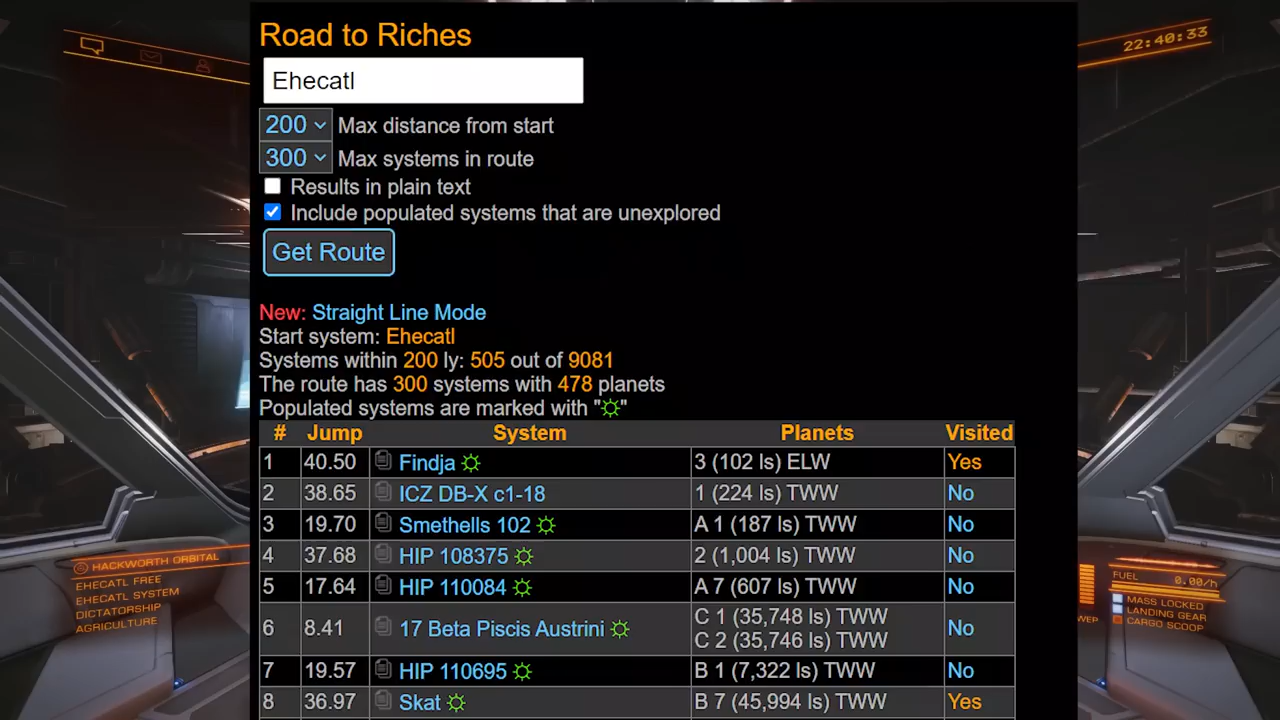 Road to Riches
Ehecatl
200 Max distance from start
300 Max systems in route
Results in plain text
Include populated systems that are unexplored
Get Route
New: Straight Line Mode
Start system: Ehecatl
Systems within 200 ly: 505 out of 9081
The route has 300 systems with 478 planets
Populated systems are marked with "☼"
# Jump System Planets Visited
1 40.50 Findja ☼ 3 (102 ls) ELW Yes
2 38.65 ICZ DB-X c1-18 1 (224 ls) TWW No
3 19.70 Smethells 102 ☼ A 1 (187 ls) TWW No
4 37.68 HIP 108375 ☼ 2 (1,004 ls) TWW No
5 17.64 HIP 110084 ☼ A 7 (607 ls) TWW No
6 8.41 17 Beta Piscis Austrini ☼ C 1 (35,748 ls) TWW No
C 2 (35,746 ls) TWW
7 19.57 HIP 110695 ☼ B 1 (7,322 ls) TWW No
8 36.97 Skat ☼ B 7 (45,994 ls) TWW Yes
22:40:33
HACKWORTH ORBITAL
EHECATL FREE
EHECATL SYSTEM
DICTATORSHIP
AGRICULTURE
FUEL 0.00/h
MASS LOCKED
LANDING GEAR
CARGO SCOOP